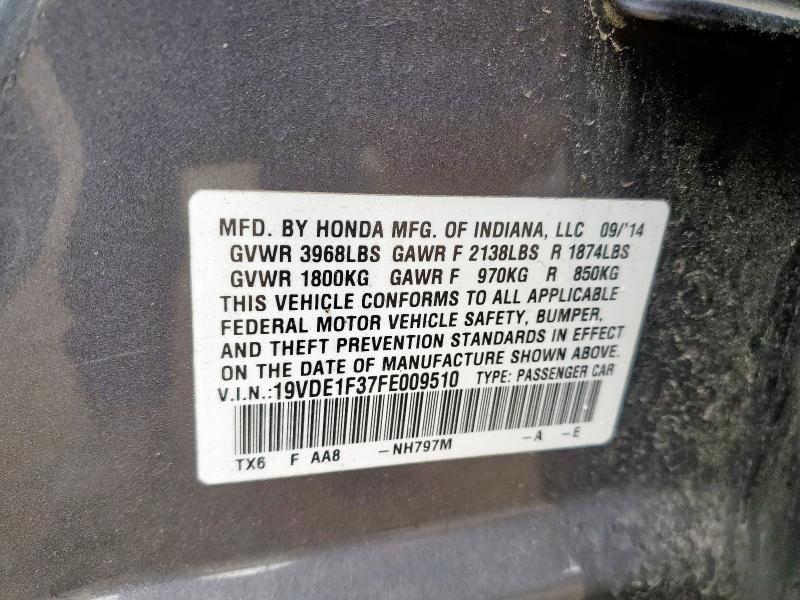 MFD. BY HONDA MFG. OF INDIANA, LLC 09/'14
GVWR 3968LBS GAWR F 2138LBS R 1874LBS
GVWR 1800KG GAWR F 970KG R 850KG
THIS VEHICLE CONFORMS TO ALL APPLICABLE
FEDERAL MOTOR VEHICLE SAFETY, BUMPER,
AND THEFT PREVENTION STANDARDS IN EFFECT
ON THE DATE OF MANUFACTURE SHOWN ABOVE.
V.I.N.:19VDE1F37FE009510 TYPE: PASSENGER CAR
TX6 F AA8 -NH797M -A -E